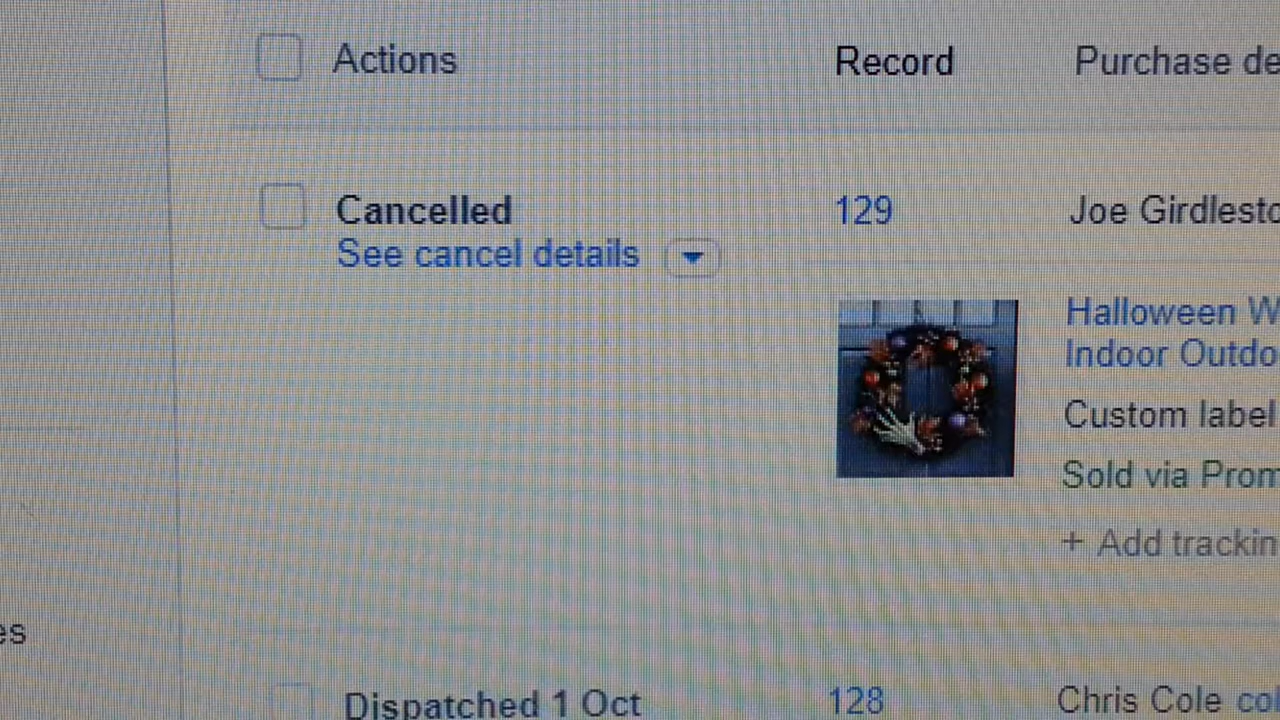 Actions Record Purchase de
Cancelled 129 Joe Girdlesto
See cancel details
Halloween W
Indoor Outdo
Custom label
Sold via Prom
+ Add trackin
es
Dispatched 1 Oct 128 Chris Cole col